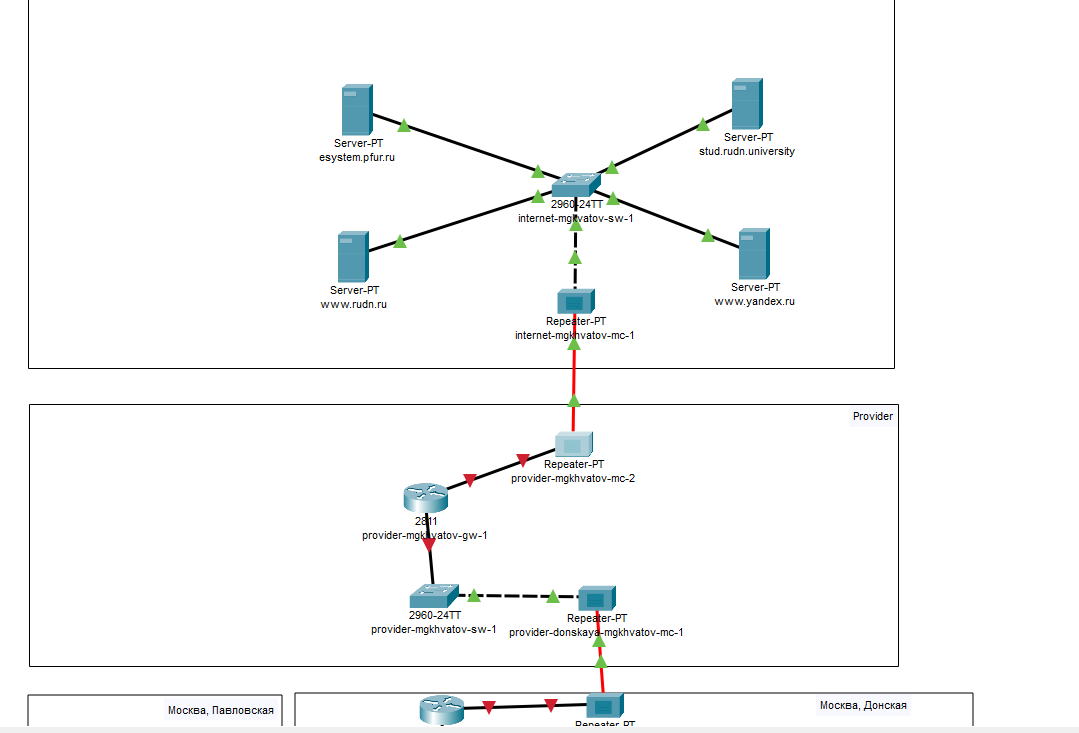 Server-PT
esystem.pfur.ru
Server-PT
stud.rudn.university
2960-24TT
internet-mgkvatov-sw-1
Server-PT
www.rudn.ru
Server-PT
www.yandex.ru
Repeater-PT
internet-mgkhvatov-mc-1
Provider
Repeater-PT
provider-mgkhvatov-mc-2
2811
provider-mgkhvatov-gw-1
2960-24TT
provider-mgkhvatov-sw-1
Repeater-PT
provider-donskaya-mgkhvatov-mc-1
Москва, Павловская
Москва, Донская
Repeater-PT